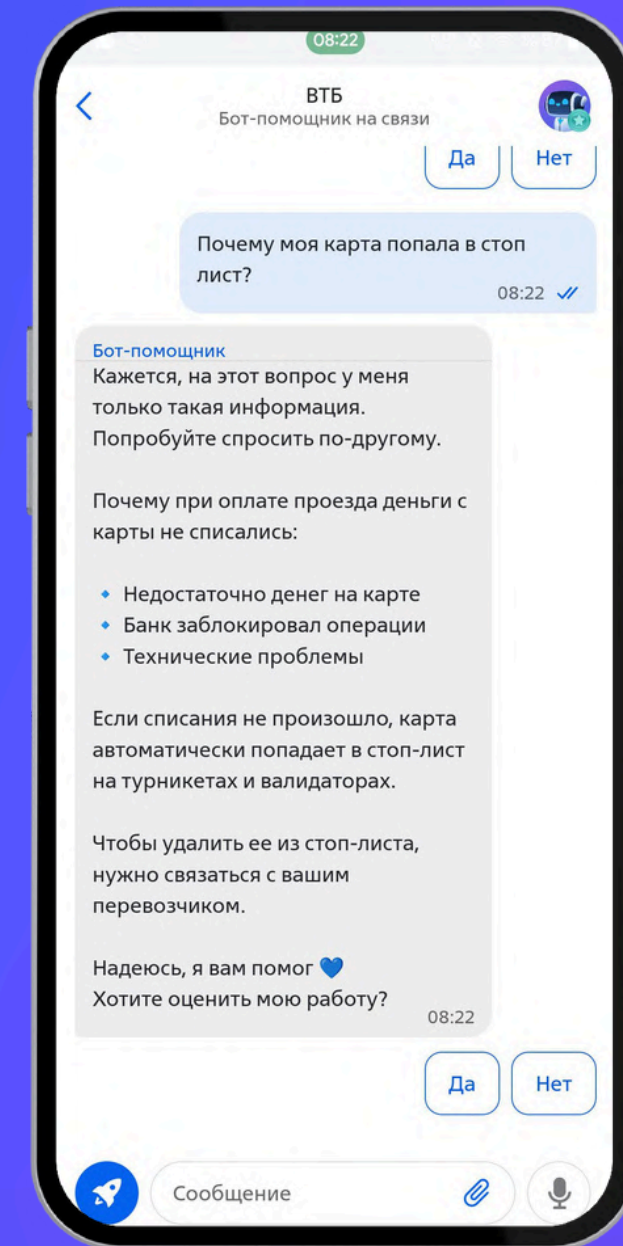 08:22
ВТБ
Бот-помощник на связи
Да
Нет
Почему моя карта попала в стоп
лист?
08:22
Бот-помощник
Кажется, на этот вопрос у меня
только такая информация.
Попробуйте спросить по-другому.
Почему при оплате проезда деньги с
карты не списались:
🔹 Недостаточно денег на карте
🔹 Банк заблокировал операции
🔹 Технические проблемы
Если списания не произошло, карта
автоматически попадает в стоп-лист
на турникетах и валидаторах.
Чтобы удалить ее из стоп-листа,
нужно связаться с вашим
перевозчиком.
Надеюсь, я вам помог 💙
Хотите оценить мою работу?
08:22
Да
Нет
Сообщение